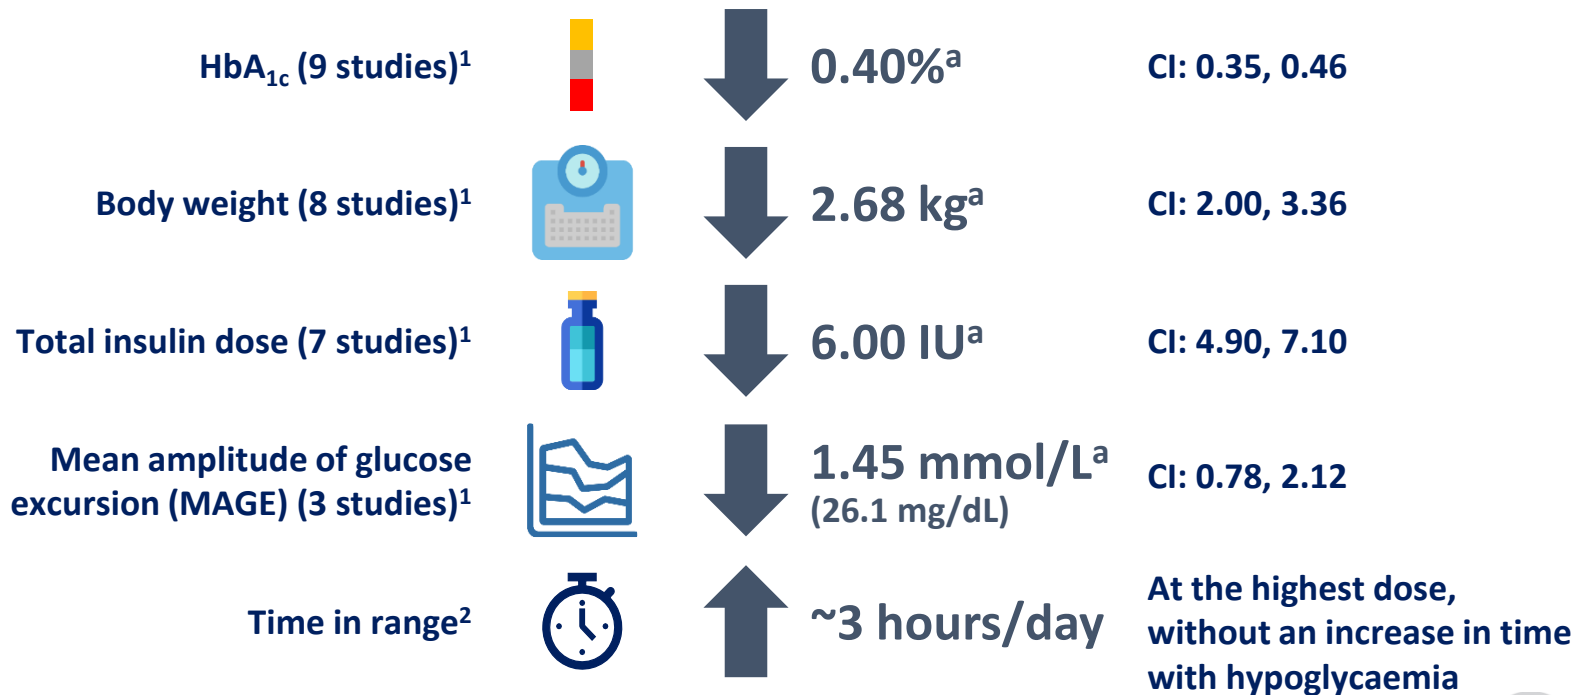 HbA1c (9 studies)1
0.40%a
CI: 0.35, 0.46
Body weight (8 studies)1
2.68 kga
CI: 2.00, 3.36
Total insulin dose (7 studies)1
6.00 IUa
CI: 4.90, 7.10
Mean amplitude of glucose
excursion (MAGE) (3 studies)1
1.45 mmol/La
(26.1 mg/dL)
CI: 0.78, 2.12
Time in range2
~3 hours/day
At the highest dose,
without an increase in time
with hypoglycaemia